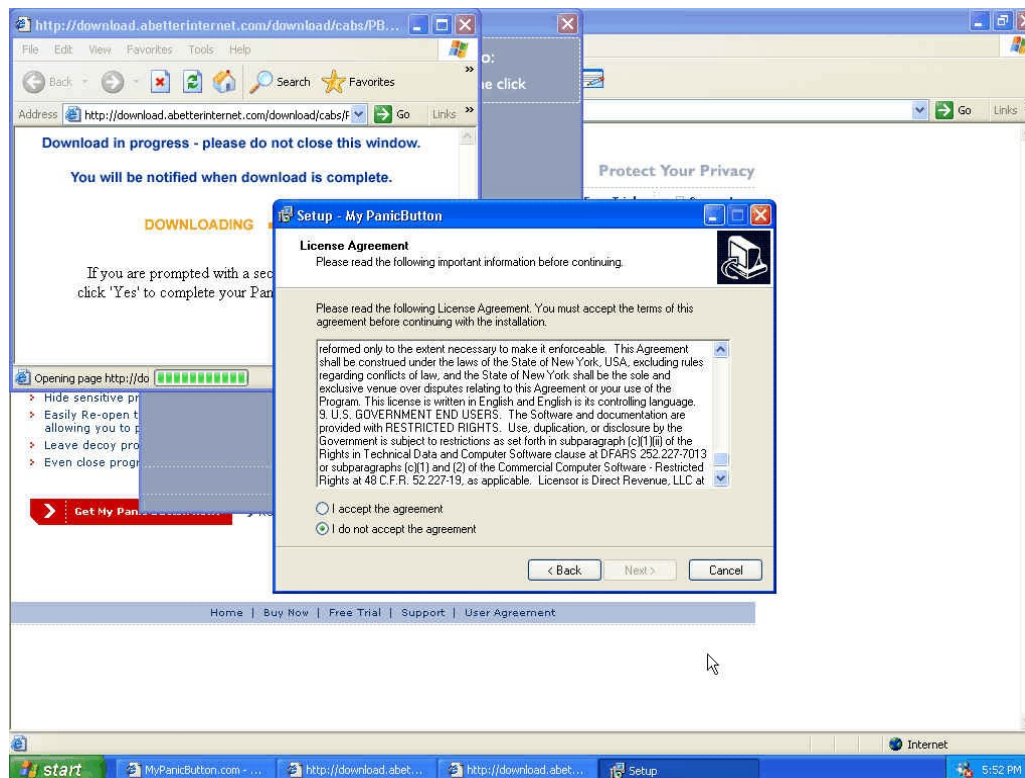 http://download.abetterinternet.com/download/cabs/PB...
File Edit View Favorites Tools Help
Back Search Favorites »
Address http://download.abetterinternet.com/download/cabs/F Go Links »
Download in progress - please do not close this window.
You will be notified when download is complete.
DOWNLOADING
If you are prompted with a sec
click 'Yes' to complete your Pan
Opening page http://do
o:
click
Go Links
Protect Your Privacy
Setup - My PanicButton
License Agreement
Please read the following important information before continuing.
Please read the following License Agreement. You must accept the terms of this
agreement before continuing with the installation.
reformed only to the extent necessary to make it enforceable. This Agreement
shall be construed under the laws of the State of New York, USA, excluding rules
regarding conflicts of law, and the State of New York shall be the sole and
exclusive venue over disputes relating to this Agreement or your use of the
Program. This license is written in English and English is its controlling language.
9. U.S. GOVERNMENT END USERS. The Software and documentation are
provided with RESTRICTED RIGHTS. Use, duplication, or disclosure by the
Government is subject to restrictions as set forth in subparagraph (c)(1)(ii) of the
Rights in Technical Data and Computer Software clause at DFARS 252.227-7013
or subparagraphs (c)(1) and (2) of the Commercial Computer Software - Restricted
Rights at 48 C.F.R. 52.227-19, as applicable. Licensor is Direct Revenue, LLC at
I accept the agreement
I do not accept the agreement
< Back Next > Cancel
Hide sensitive pr
Easily Re-open t
allowing you to p
Leave decoy pro
Even close progr
Get My Pani
Home | Buy Now | Free Trial | Support | User Agreement
Internet
start MyPanicButton.com - ... http://download.abet... http://download.abet... Setup 5:52 PM